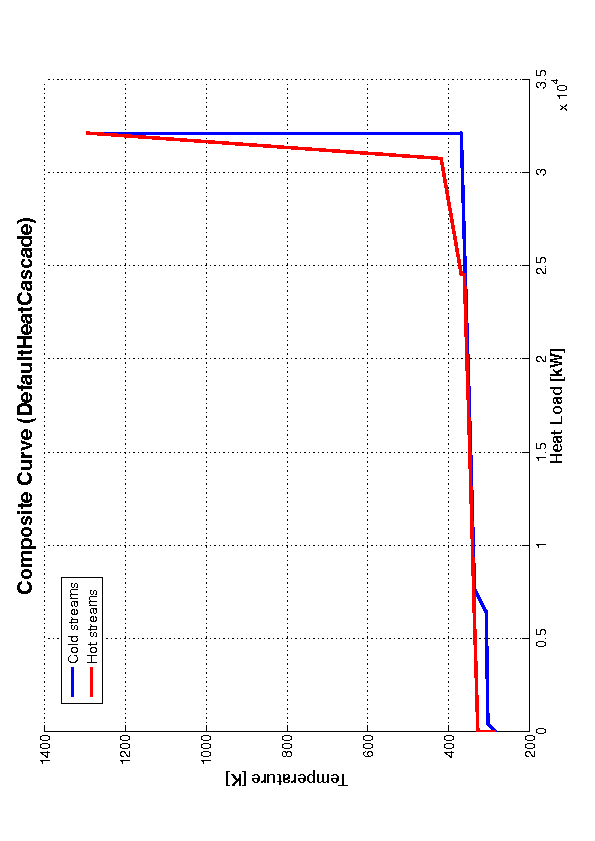 Composite Curve (DefaultHeatCascade)
Cold streams
Hot streams
Temperature [K]
1400
1200
1000
800
600
400
200
0
0.5
1
1.5
2
2.5
3
3.5
x 10^4
Heat Load [kW]